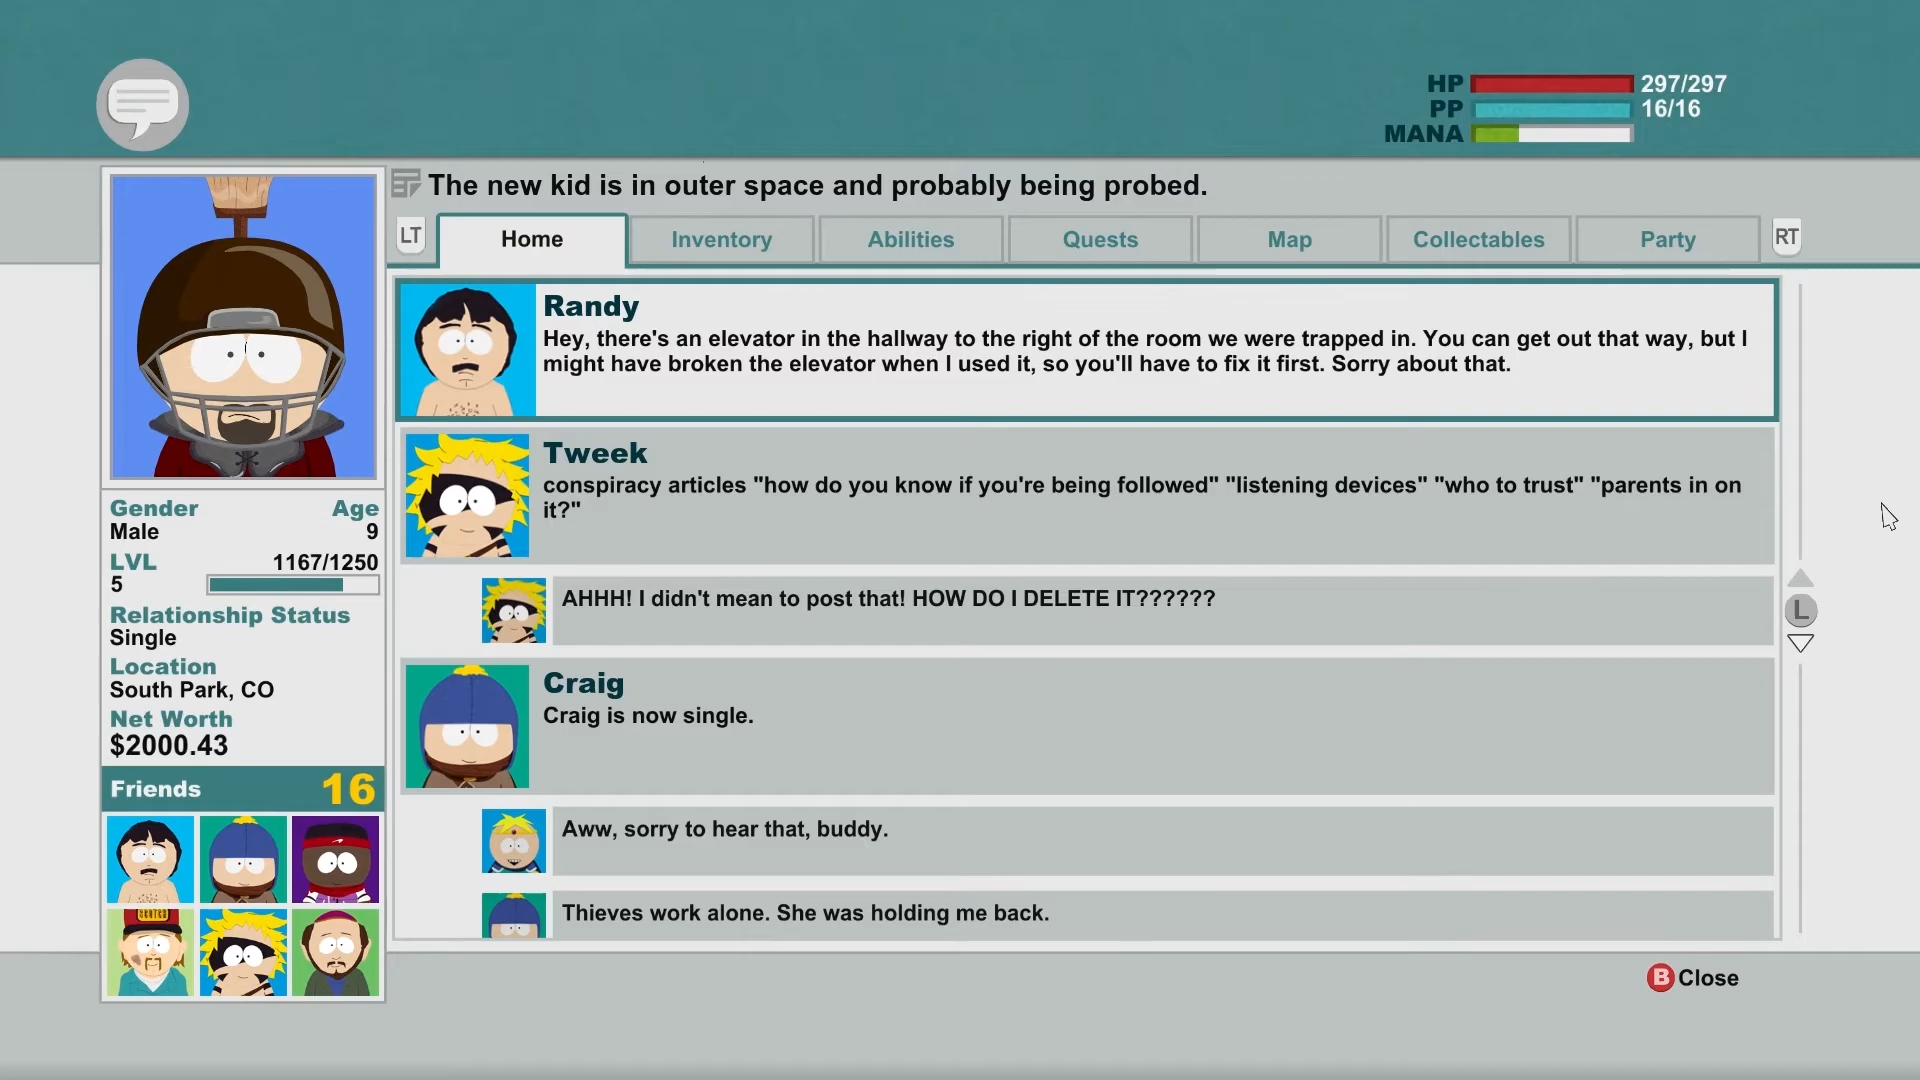 HP 297/297
PP 16/16
MANA
The new kid is in outer space and probably being probed.
LT Home Inventory Abilities Quests Map Collectables Party RT
Gender Age
Male 9
LVL 1167/1250
5
Relationship Status
Single
Location
South Park, CO
Net Worth
$2000.43
Friends 16
Randy
Hey, there's an elevator in the hallway to the right of the room we were trapped in. You can get out that way, but I
might have broken the elevator when I used it, so you'll have to fix it first. Sorry about that.
Tweek
conspiracy articles "how do you know if you're being followed" "listening devices" "who to trust" "parents in on
it?"
AHHH! I didn't mean to post that! HOW DO I DELETE IT??????
L
Craig
Craig is now single.
Aww, sorry to hear that, buddy.
Thieves work alone. She was holding me back.
B Close